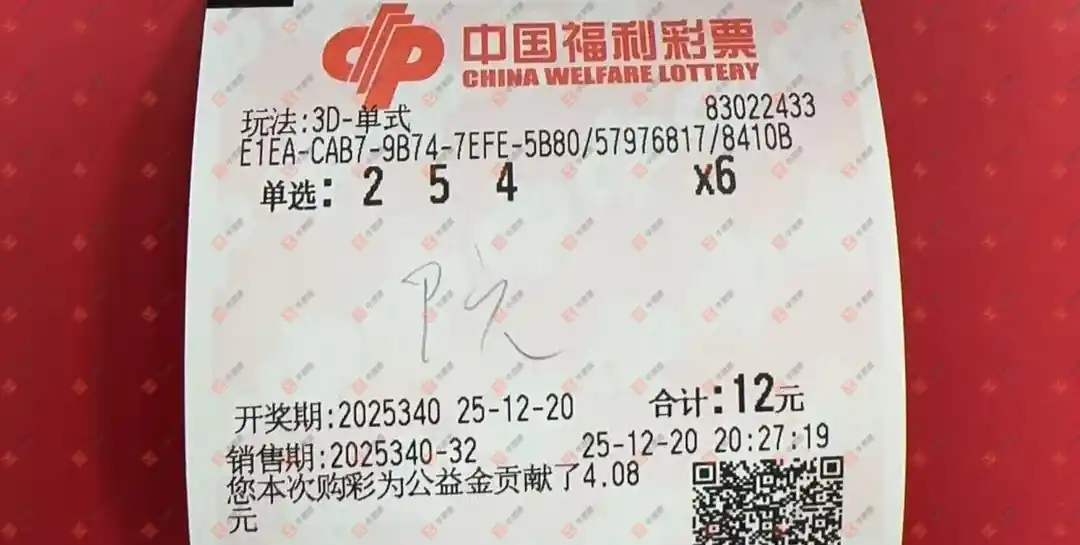 中国福利彩票
CHINA WELFARE LOTTERY
玩法:3D-单式 83022433
E1EA-CAB7-9B74-7EFE-5B80/57976817/8410B
单选: 2 5 4 x6
开奖期:2025340 25-12-20 合计:12元
销售期:2025340-32 25-12-20 20:27:19
您本次购彩为公益金贡献了4.08
元